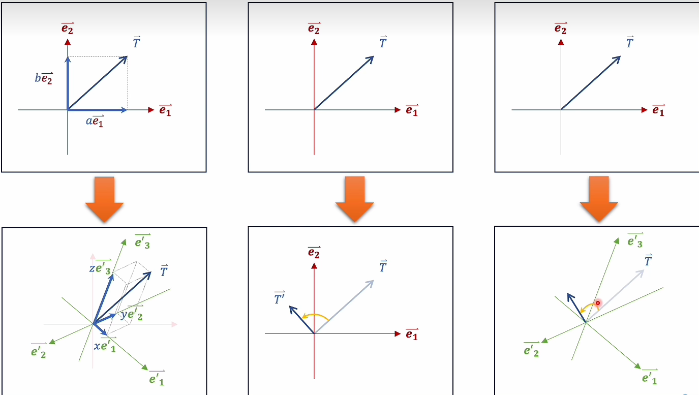 $\vec{e_2}$
$\vec{T}$
$b\vec{e_2}$
$\vec{e_1}$
$a\vec{e_1}$
$\vec{e_2}$
$\vec{T}$
$\vec{e_1}$
$\vec{e_2}$
$\vec{T}$
$\vec{e_1}$
$\vec{e'_3}$
$z\vec{e'_3}$
$\vec{T}$
$y\vec{e'_2}$
$x\vec{e'_1}$
$\vec{e'_2}$
$\vec{e'_1}$
$\vec{e_2}$
$\vec{T}$
$\vec{T'}$
$\vec{e_1}$
$\vec{e'_3}$
$\vec{T}$
$\vec{e'_2}$
$\vec{e'_1}$